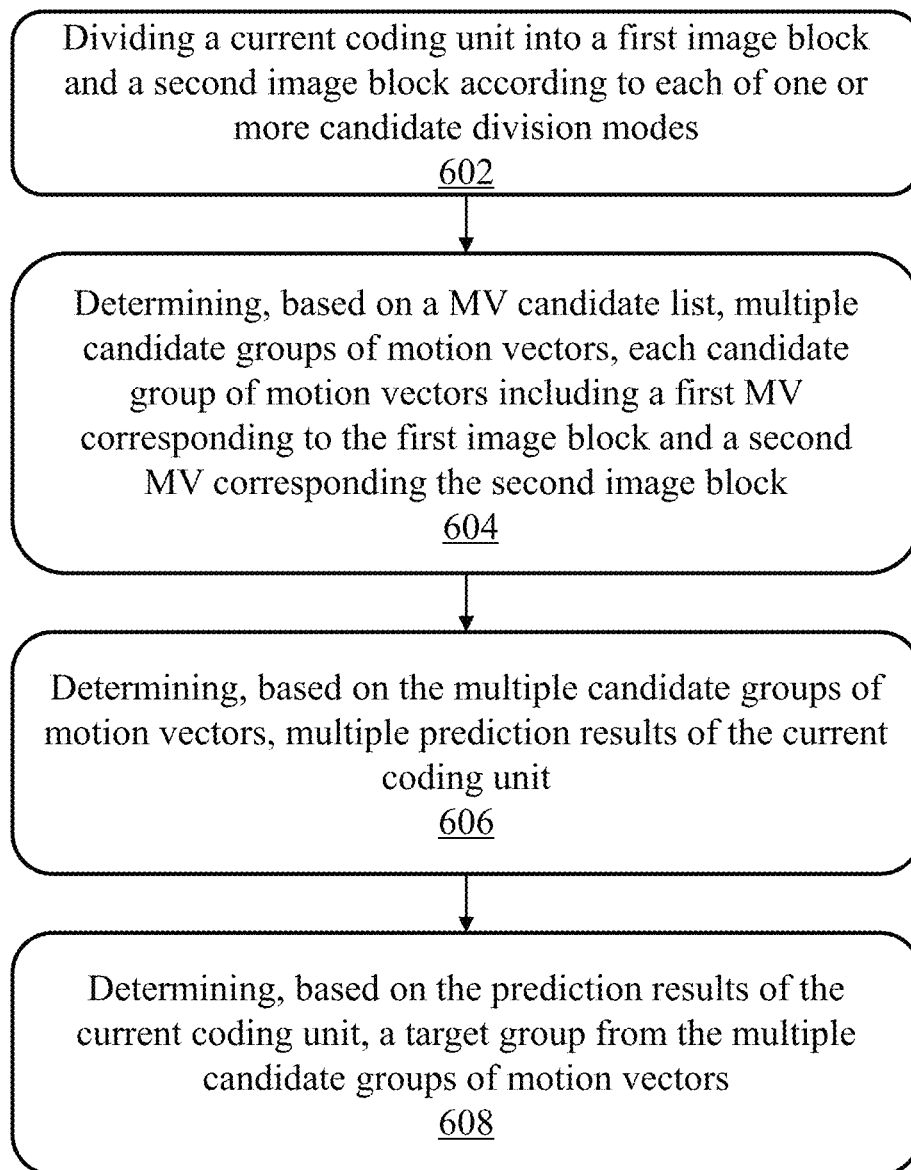 Dividing a current coding unit into a first image block
and a second image block according to each of one or
more candidate division modes
602
Determining, based on a MV candidate list, multiple
candidate groups of motion vectors, each candidate
group of motion vectors including a first MV
corresponding to the first image block and a second
MV corresponding the second image block
604
Determining, based on the multiple candidate groups of
motion vectors, multiple prediction results of the current
coding unit
606
Determining, based on the prediction results of the
current coding unit, a target group from the multiple
candidate groups of motion vectors
608